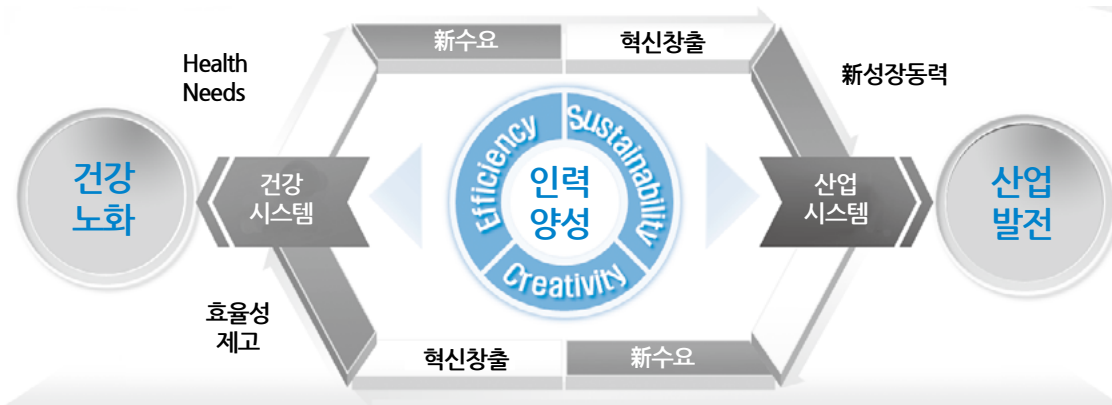 新수요
혁신창출
Health
Needs
新성장동력
건강
노화
건강
시스템
Efficiency
Sustainability
Creativity
인력
양성
산업
시스템
산업
발전
효율성
제고
혁신창출
新수요